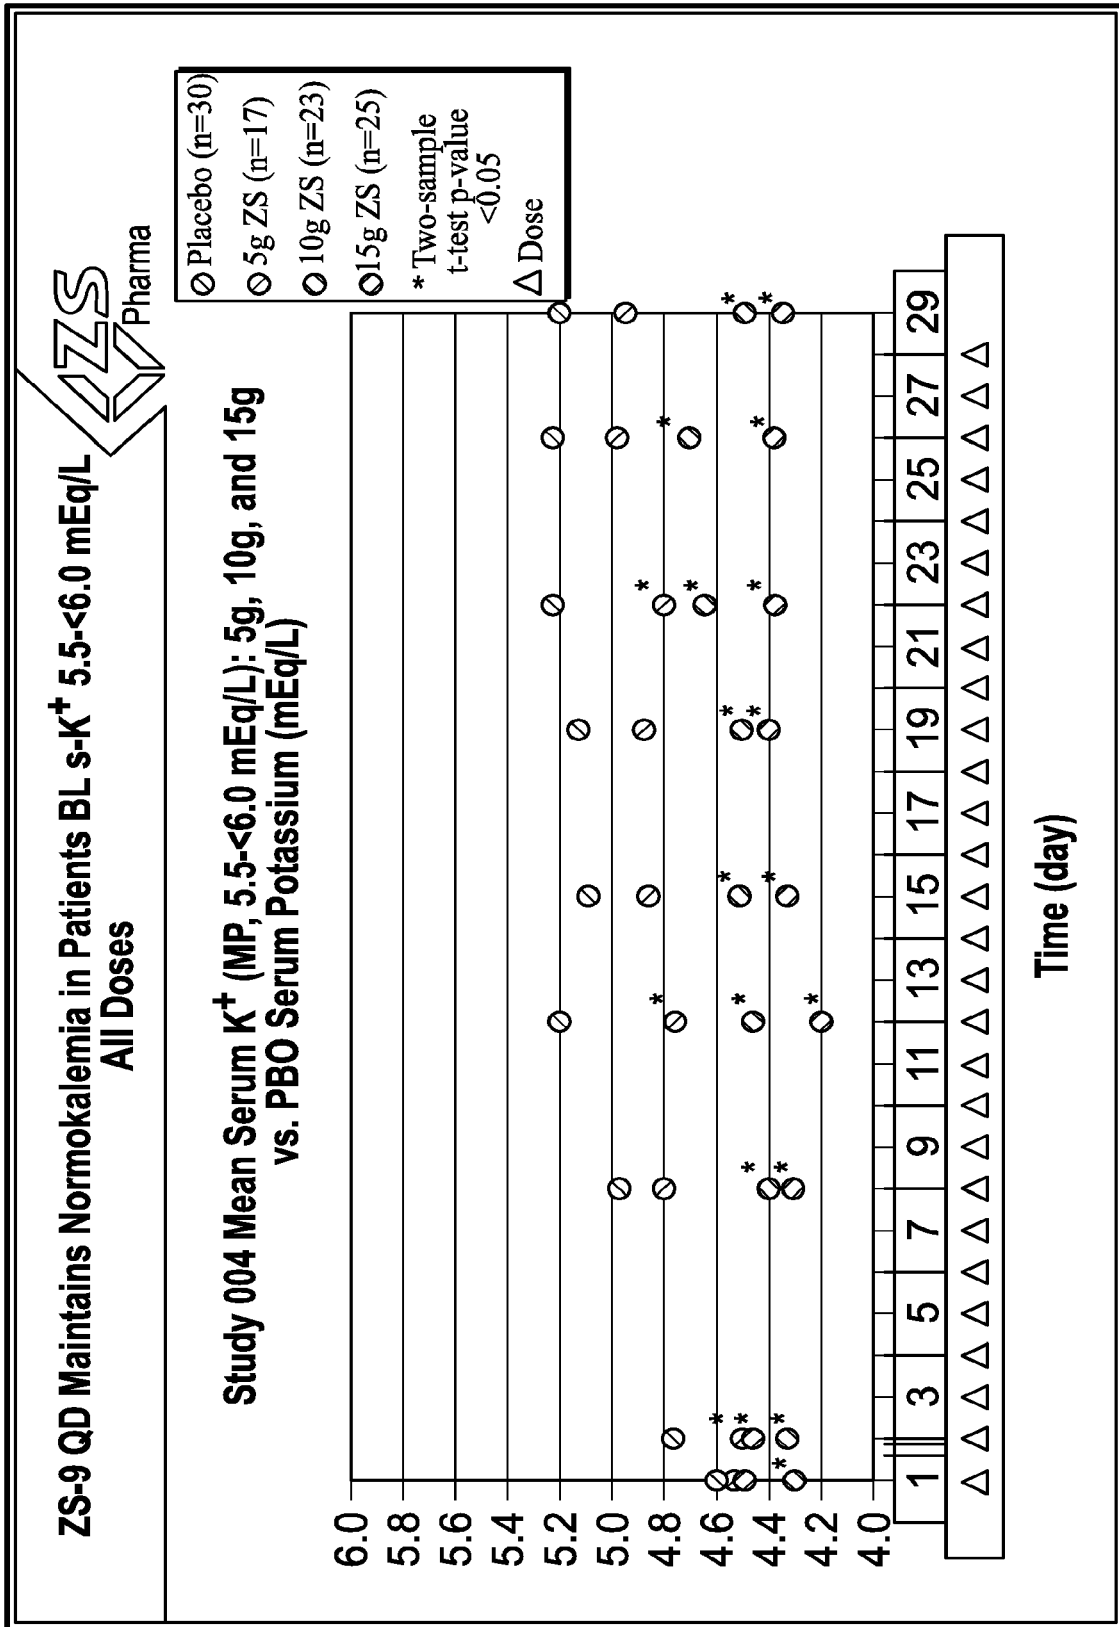 ZS-9 QD Maintains Normokalemia in Patients BL s-K⁺ 5.5-<6.0 mEq/L
All Doses
ZS
Pharma
Study 004 Mean Serum K⁺ (MP, 5.5-<6.0 mEq/L): 5g, 10g, and 15g
vs. PBO Serum Potassium (mEq/L)
Placebo (n=30)
5g ZS (n=17)
10g ZS (n=23)
15g ZS (n=25)
* Two-sample
t-test p-value
<0.05
Dose
6.0
5.8
5.6
5.4
5.2
5.0
4.8
4.6
4.4
4.2
4.0
1 3 5 7 9 11 13 15 17 19 21 23 25 27 29
Time (day)